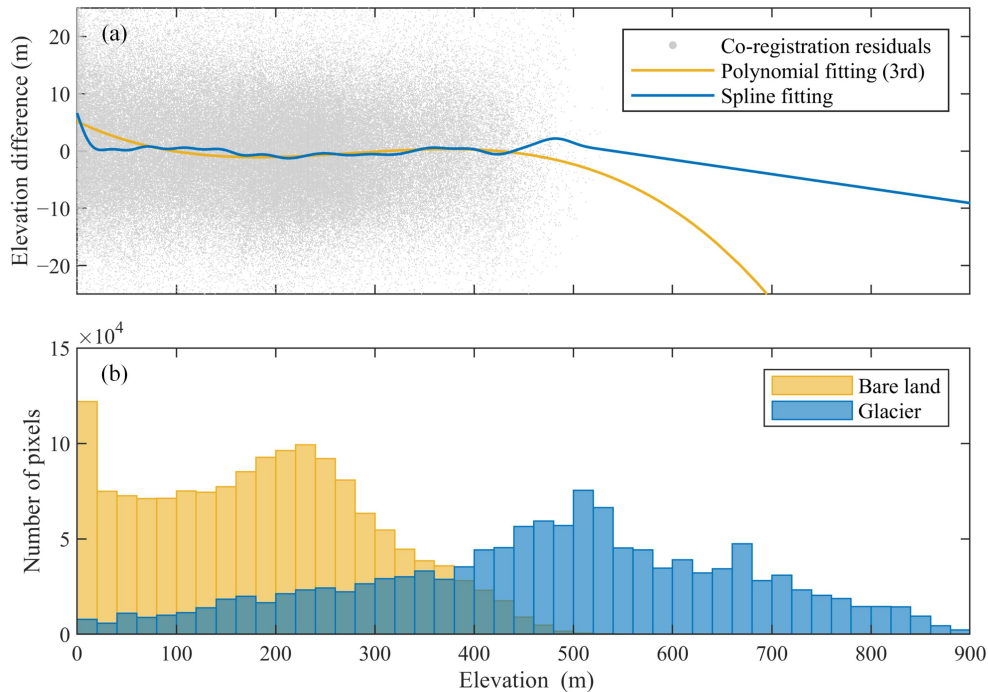 (a)
Elevation difference (m)
20
10
0
−10
−20
Co-registration residuals
Polynomial fitting (3rd)
Spline fitting
×10⁴
(b)
Number of pixels
15
10
5
0
Bare land
Glacier
0 100 200 300 400 500 600 700 800 900
Elevation (m)